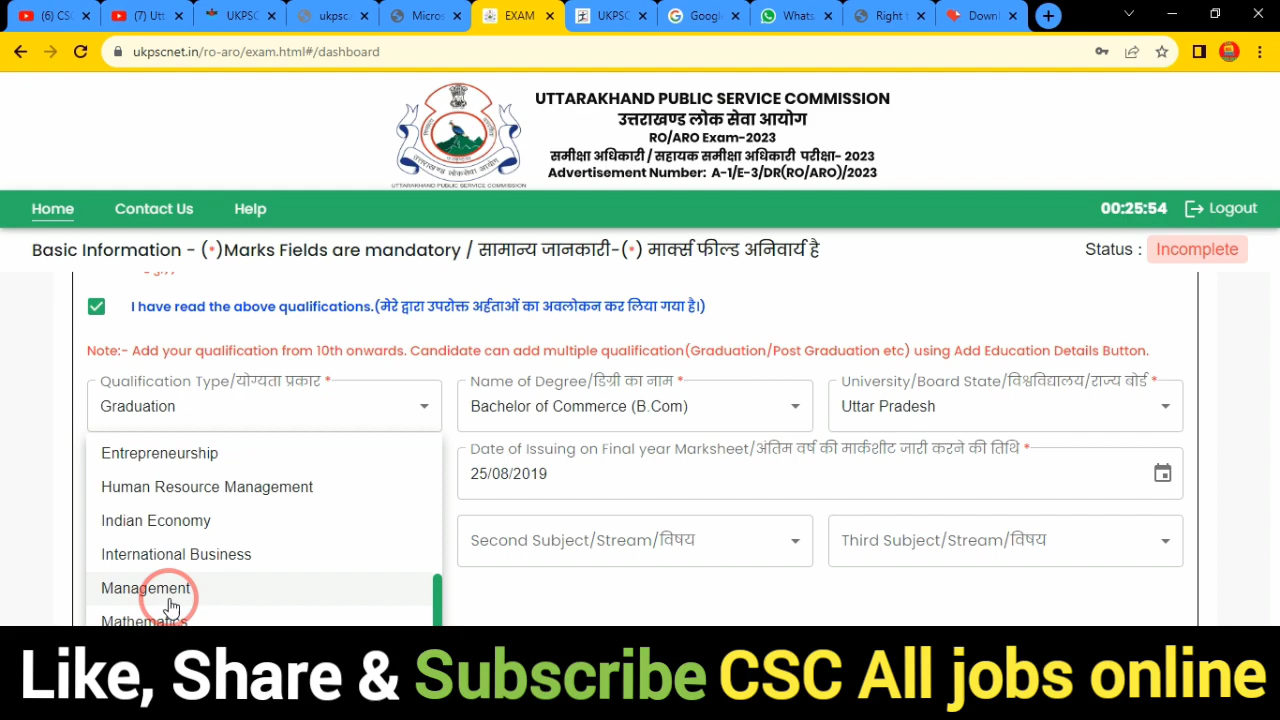 (6) CSC
(7) Utt
UKPSC
ukpsc.
Micros
EXAM
UKPSC
Google
Whats
Right t
Downl
ukpscnet.in/ro-aro/exam.html#/dashboard
UTTARAKHAND PUBLIC SERVICE COMMISSION
उत्तराखण्ड लोक सेवा आयोग
RO/ARO Exam-2023
समीक्षा अधिकारी / सहायक समीक्षा अधिकारी परीक्षा- 2023
Advertisement Number: A-1/E-3/DR(RO/ARO)/2023
UTTARAKHAND PUBLIC SERVICE COMMISSION
Home Contact Us Help 00:25:54 Logout
Basic Information - (*)Marks Fields are mandatory / सामान्य जानकारी-(*) मार्क्स फील्ड अनिवार्य है Status : Incomplete
I have read the above qualifications.(मेरे द्वारा उपरोक्त अर्हताओं का अवलोकन कर लिया गया है।)
Note:- Add your qualification from 10th onwards. Candidate can add multiple qualification(Graduation/Post Graduation etc) using Add Education Details Button.
Qualification Type/योग्यता प्रकार * Name of Degree/डिग्री का नाम * University/Board State/विश्वविद्यालय/राज्य बोर्ड *
Graduation Bachelor of Commerce (B.Com) Uttar Pradesh
Entrepreneurship Date of Issuing on Final year Marksheet/अंतिम वर्ष की मार्कशीट जारी करने की तिथि *
25/08/2019
Human Resource Management
Indian Economy
Second Subject/Stream/विषय Third Subject/Stream/विषय
International Business
Management
Mathematics
Like, Share & Subscribe CSC All jobs online